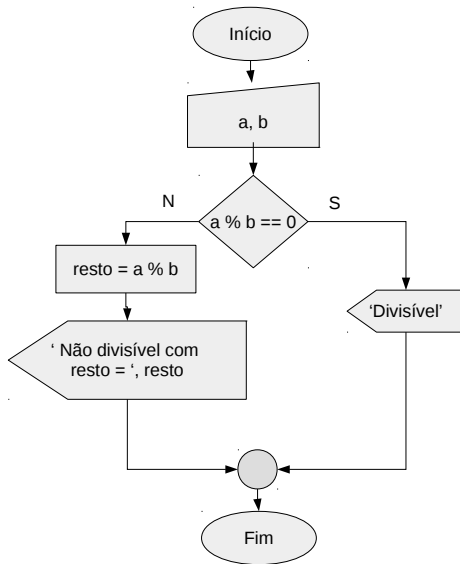 Início
a, b
a % b == 0
N
S
resto = a % b
‘Divisível’
‘ Não divisível com
resto = ‘, resto
Fim